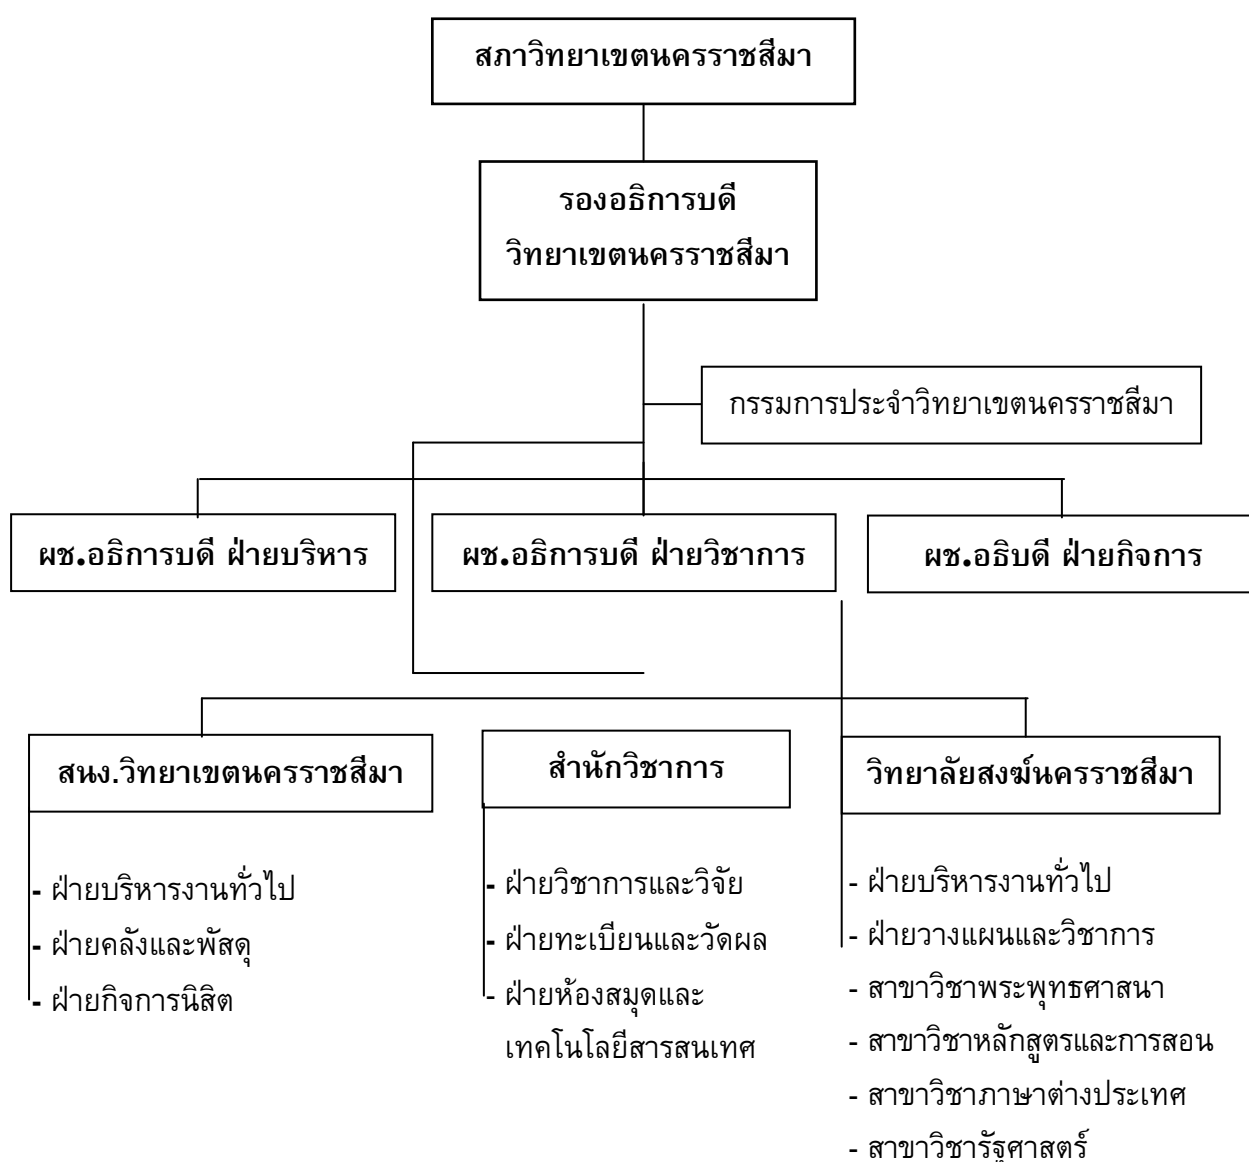 สภาวิทยาเขตนครราชสีมา
รองอธิการบดี
วิทยาเขตนครราชสีมา
กรรมการประจำวิทยาเขตนครราชสีมา
ผช.อธิการบดี ฝ่ายบริหาร
ผช.อธิการบดี ฝ่ายวิชาการ
ผช.อธิบดี ฝ่ายกิจการ
สนง.วิทยาเขตนครราชสีมา
- ฝ่ายบริหารงานทั่วไป
- ฝ่ายคลังและพัสดุ
- ฝ่ายกิจการนิสิต
สำนักวิชาการ
- ฝ่ายวิชาการและวิจัย
- ฝ่ายทะเบียนและวัดผล
- ฝ่ายห้องสมุดและ
เทคโนโลยีสารสนเทศ
วิทยาลัยสงฆ์นครราชสีมา
- ฝ่ายบริหารงานทั่วไป
- ฝ่ายวางแผนและวิชาการ
- สาขาวิชาพระพุทธศาสนา
- สาขาวิชาหลักสูตรและการสอน
- สาขาวิชาภาษาต่างประเทศ
- สาขาวิชารัฐศาสตร์